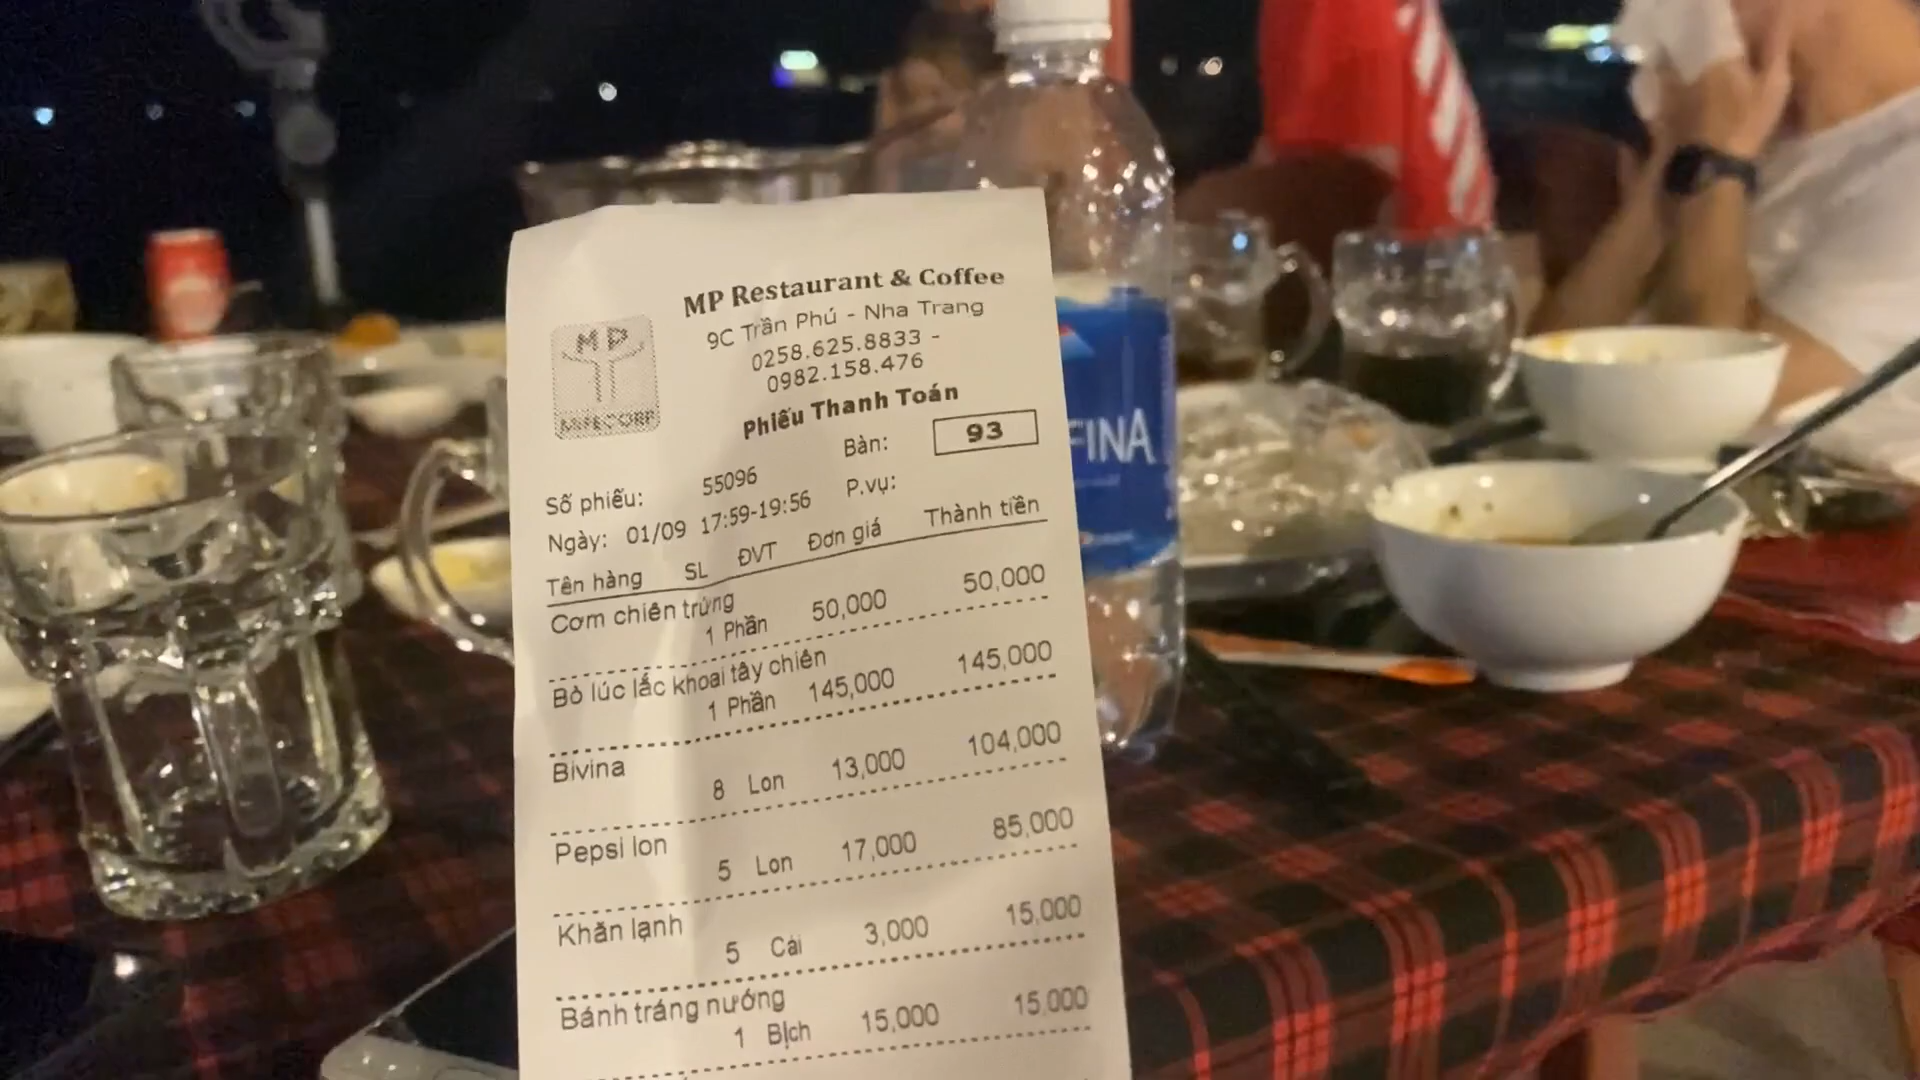 MP Restaurant & Coffee
9C Trần Phú - Nha Trang
0258.625.8833 -
0982.158.476
MP
Phiếu Thanh Toán
Bàn: 93
Số phiếu: 55096
P.vụ:
Ngày: 01/09 17:59-19:56
Tên hàng SL ĐVT Đơn giá Thành tiền
Cơm chiên trứng
1 Phần 50,000 50,000
Bò lúc lắc khoai tây chiên
1 Phần 145,000 145,000
Bivina
8 Lon 13,000 104,000
Pepsi lon
5 Lon 17,000 85,000
Khăn lạnh
5 Cái 3,000 15,000
Bánh tráng nướng
1 Bịch 15,000 15,000
FINA